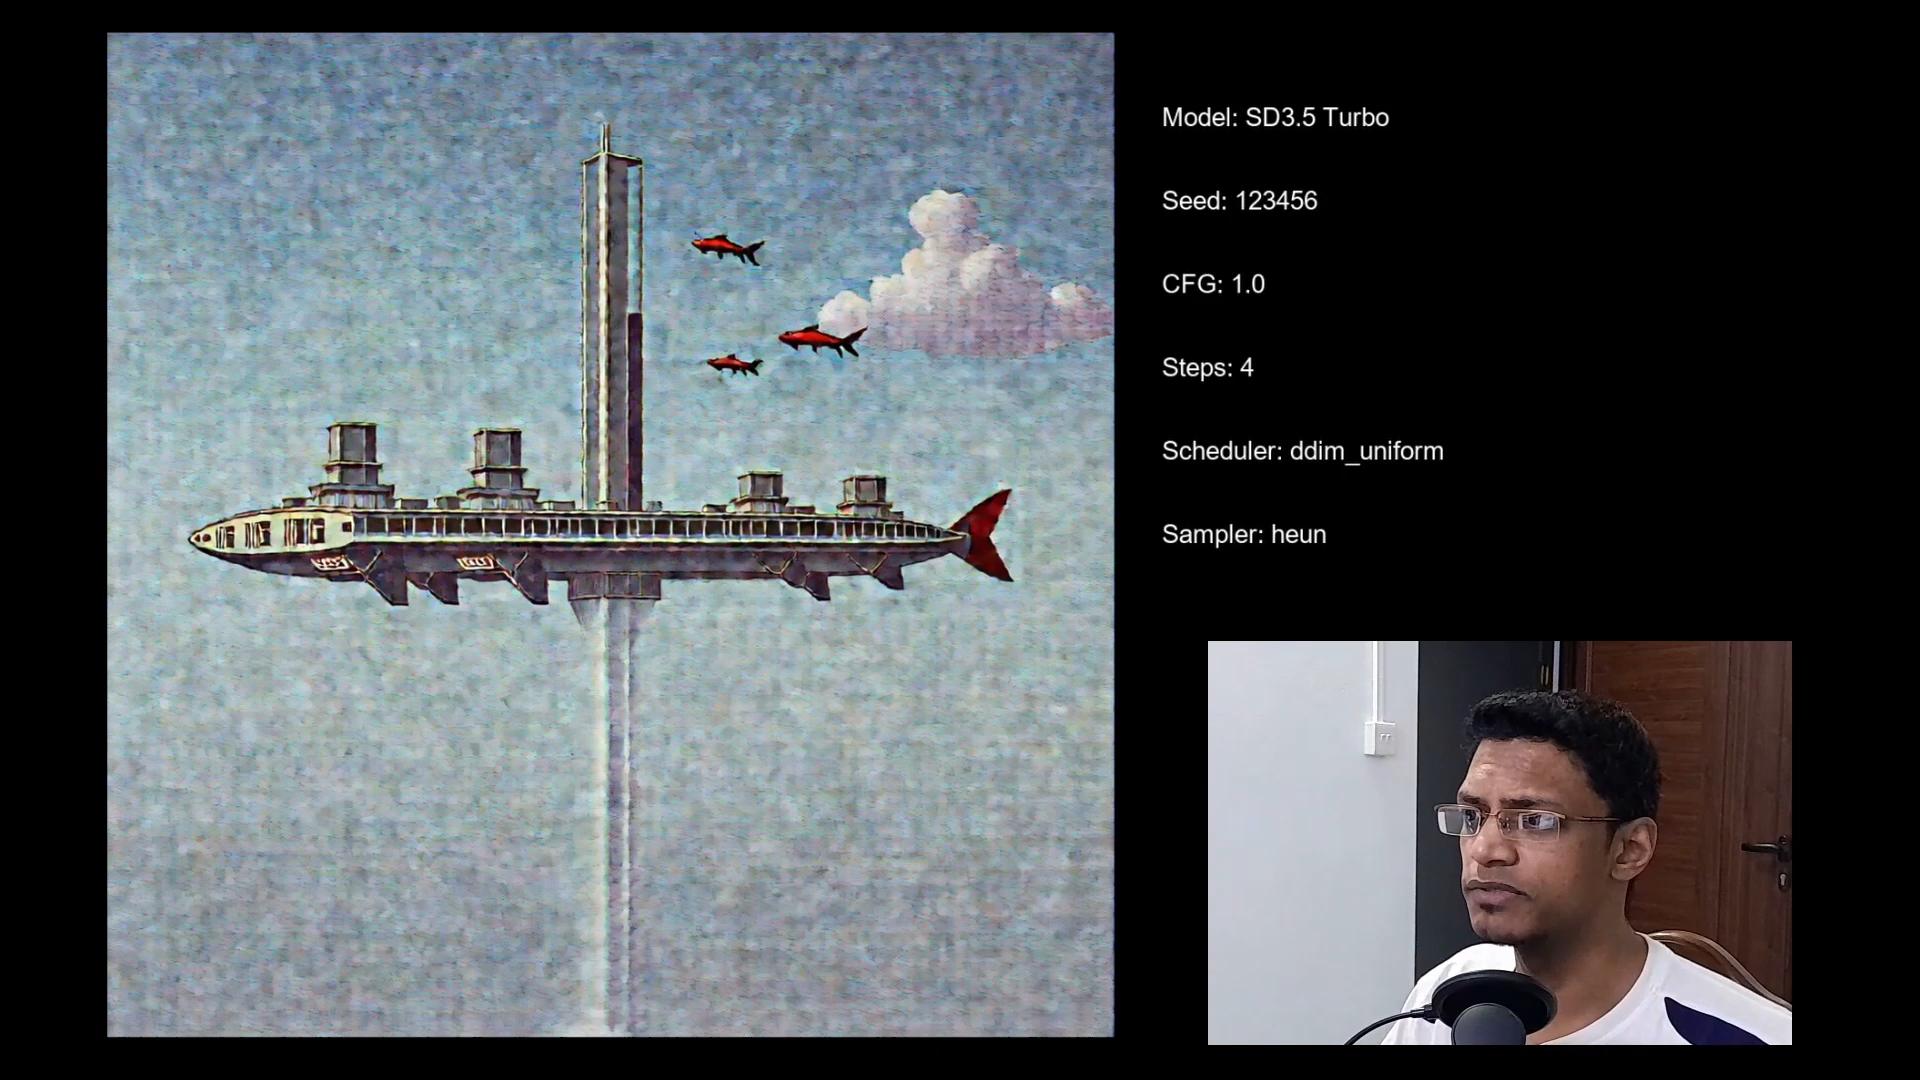 Model: SD3.5 Turbo
Seed: 123456
CFG: 1.0
Steps: 4
Scheduler: ddim_uniform
Sampler: heun